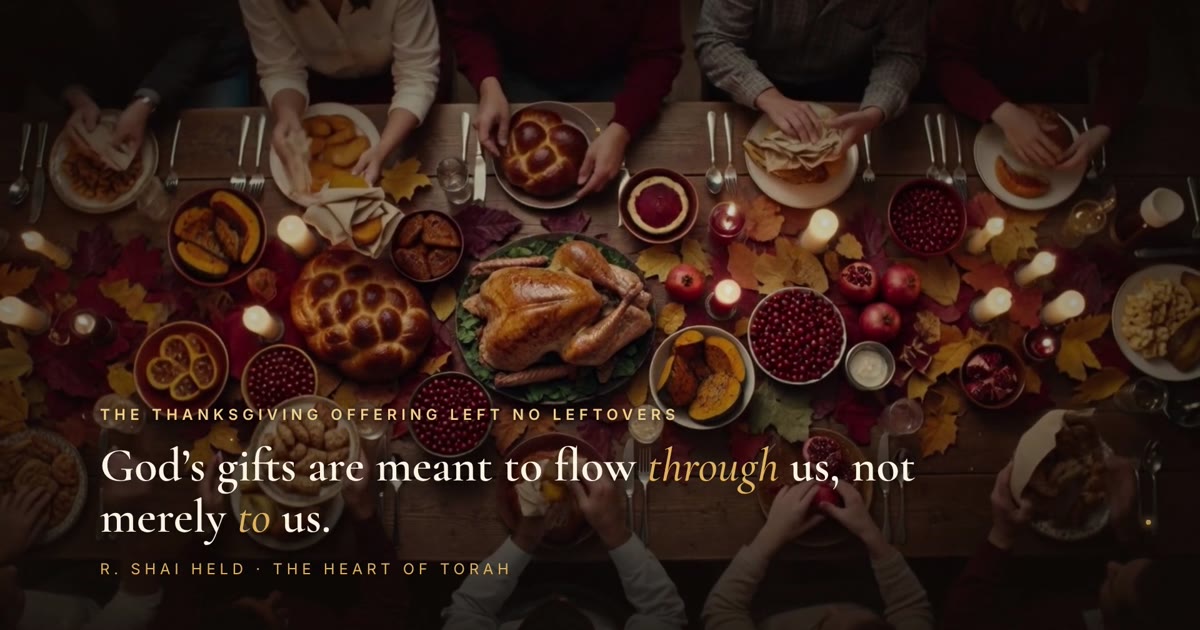 THE THANKSGIVING OFFERING LEFT NO LEFTOVERS
God’s gifts are meant to flow through us, not
merely to us.
R. SHAI HELD · THE HEART OF TORAH